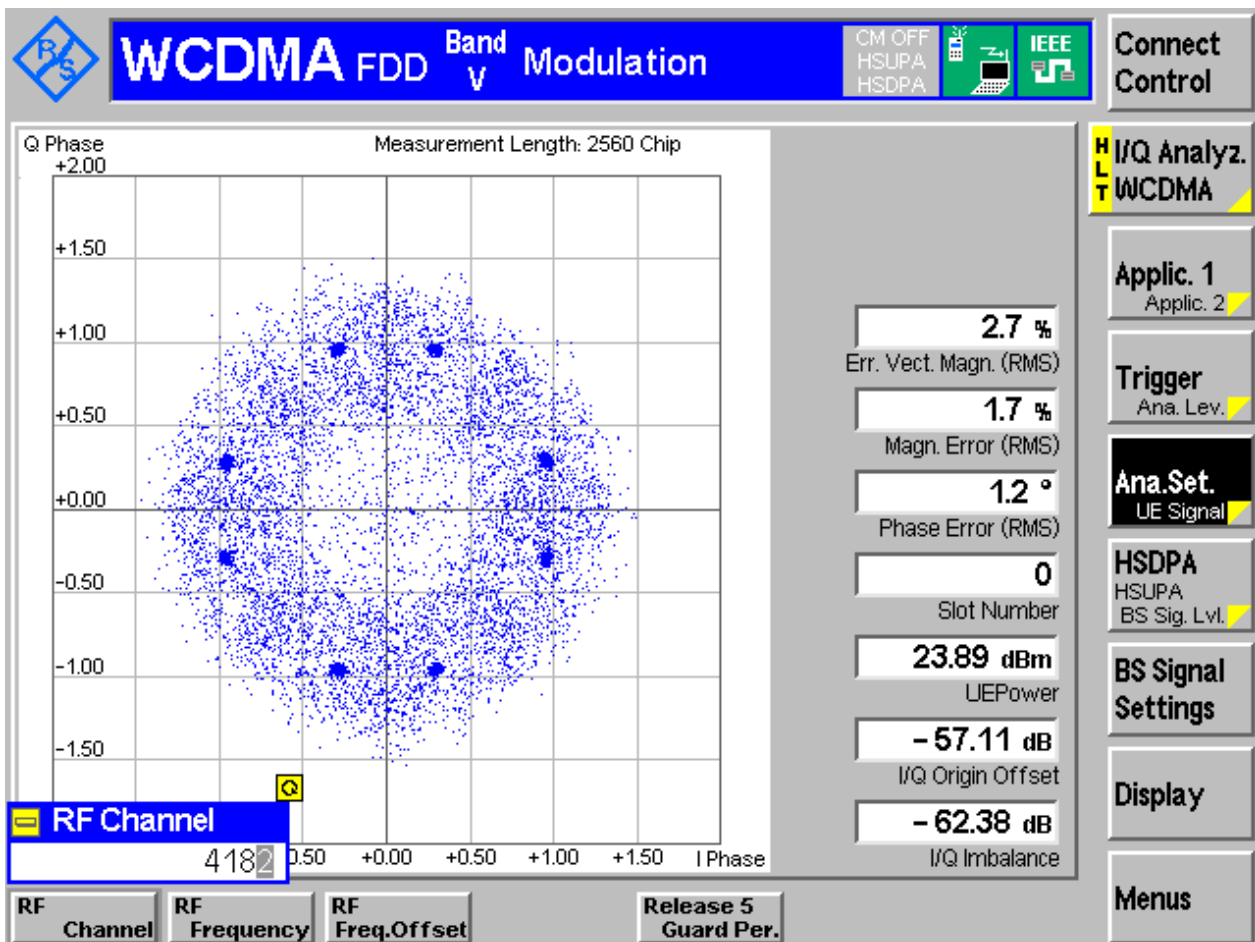 R/S
WCDMA FDD Band V Modulation
CM OFF
HSUPA
HSDPA
IEEE
Connect Control
Q Phase
Measurement Length: 2560 Chip
+2.00
+1.50
+1.00
+0.50
+0.00
-0.50
-1.00
-1.50
Q
RF Channel
4182
0.50 +0.00 +0.50 +1.00 +1.50 I Phase
2.7 %
Err. Vect. Magn. (RMS)
1.7 %
Magn. Error (RMS)
1.2 °
Phase Error (RMS)
0
Slot Number
23.89 dBm
UEPower
-57.11 dB
I/Q Origin Offset
-62.38 dB
I/Q Imbalance
HLT
I/Q Analyz.
WCDMA
Applic. 1
Applic. 2
Trigger
Ana. Lev.
Ana.Set.
UE Signal
HSDPA
HSUPA
BS Sig. Lvl.
BS Signal
Settings
Display
Menus
RF
Channel
RF
Frequency
RF
Freq.Offset
Release 5
Guard Per.